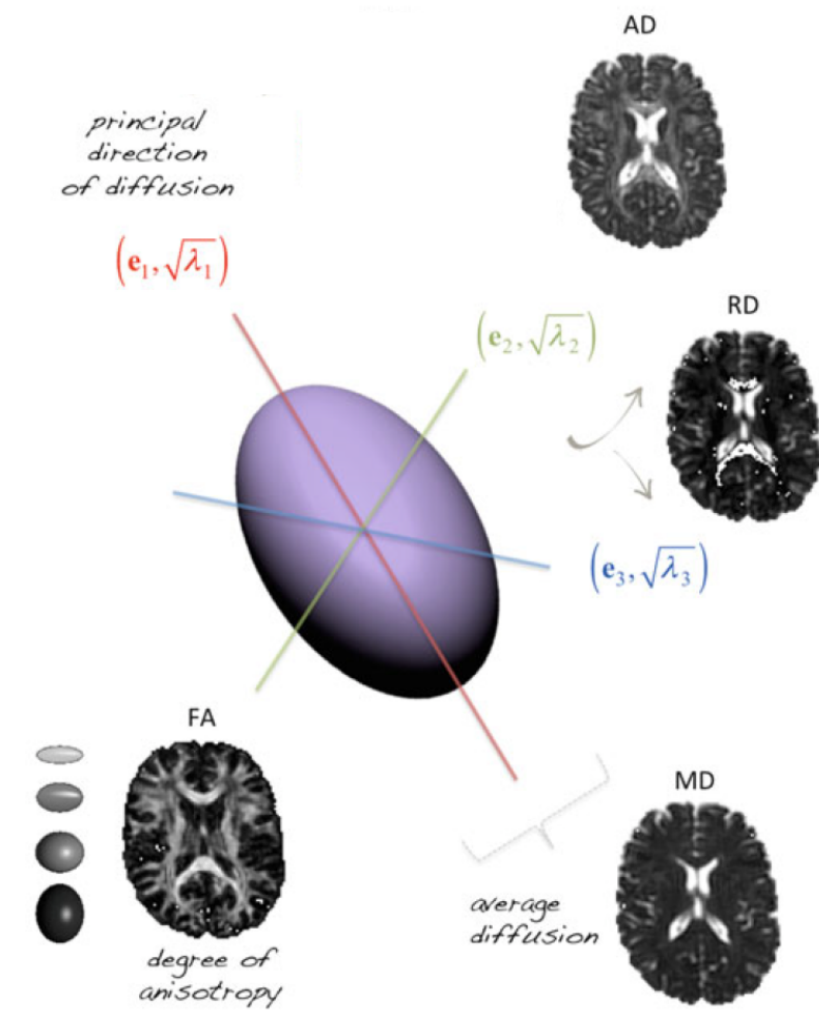 AD
principal
direction
of diffusion
(e₁, √λ₁)
RD
(e₂, √λ₂)
(e₃, √λ₃)
FA
MD
average
diffusion
degree of
anisotropy